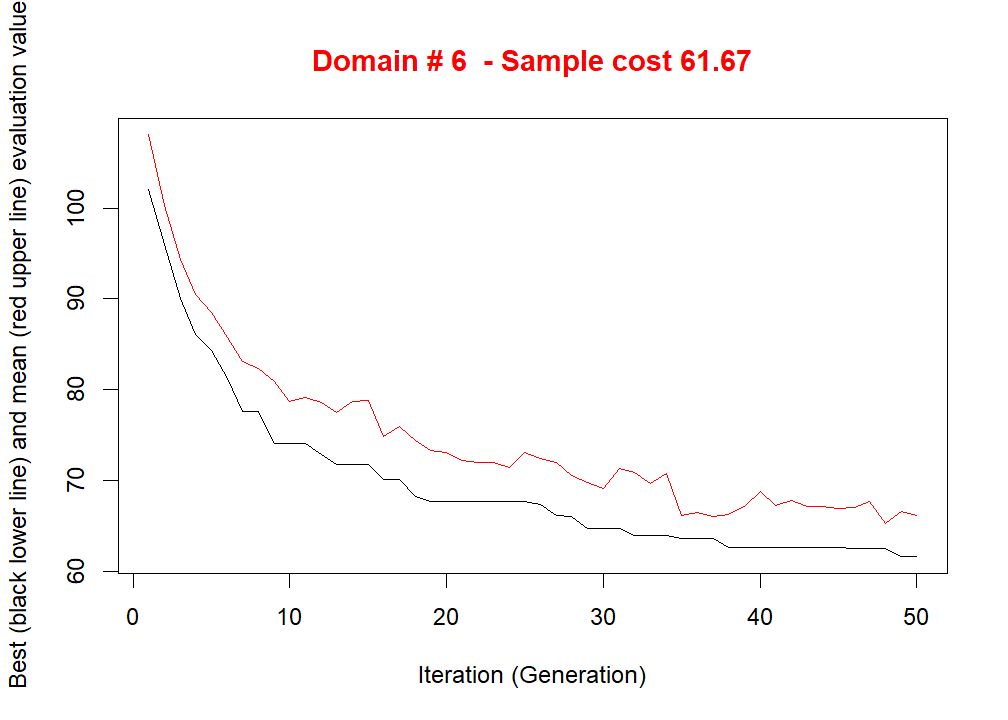 Domain # 6  - Sample cost 61.67
Best (black lower line) and mean (red upper line) evaluation value
100
90
80
70
60
0 10 20 30 40 50
Iteration (Generation)